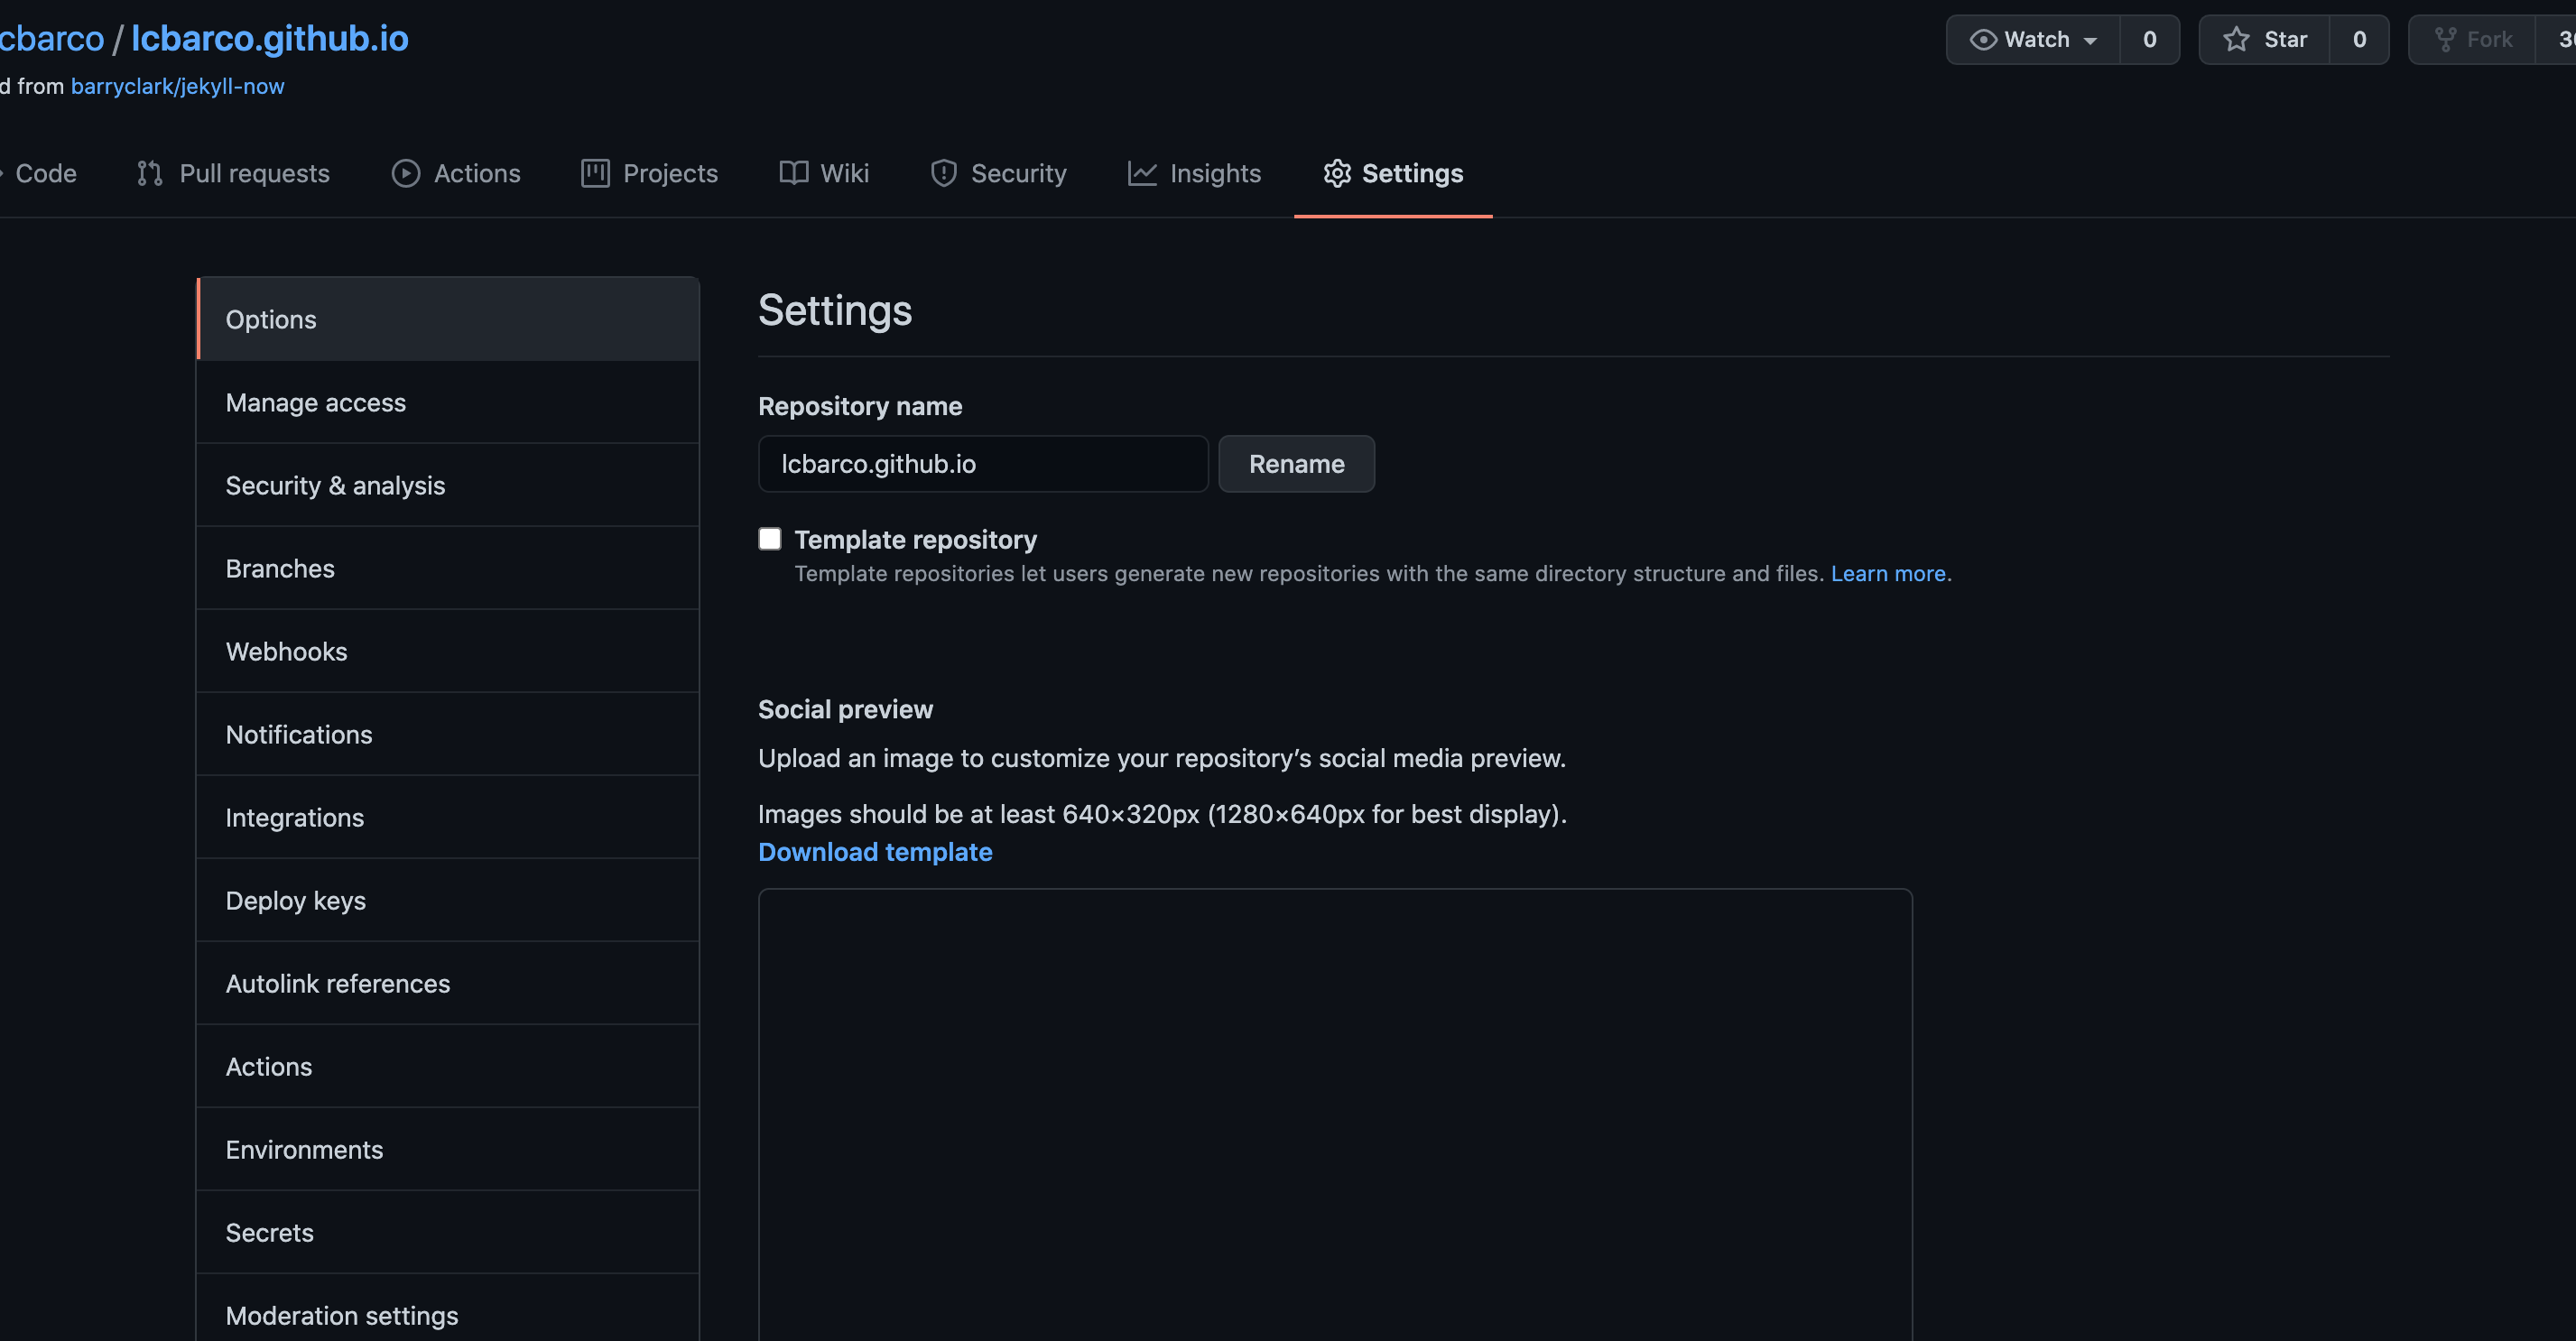 cbarco / lcbarco.github.io
Watch 0 Star 0 Fork
d from barryclark/jekyll-now
Code Pull requests Actions Projects Wiki Security Insights Settings
Options
Manage access
Security & analysis
Branches
Webhooks
Notifications
Integrations
Deploy keys
Autolink references
Actions
Environments
Secrets
Moderation settings
Settings
Repository name
lcbarco.github.io Rename
Template repository
Template repositories let users generate new repositories with the same directory structure and files. Learn more.
Social preview
Upload an image to customize your repository’s social media preview.
Images should be at least 640×320px (1280×640px for best display).
Download template